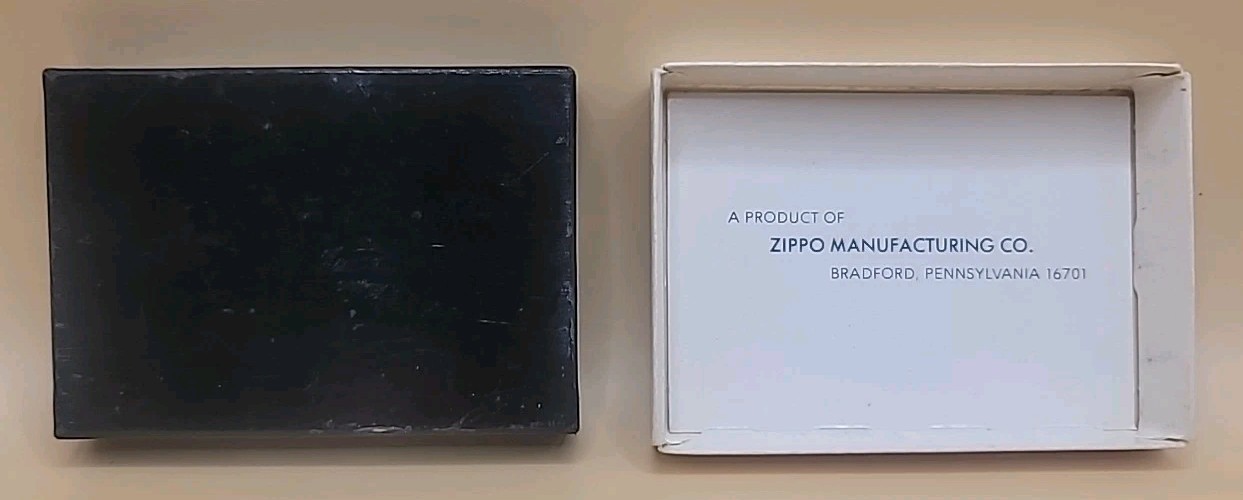 A PRODUCT OF
ZIPPO MANUFACTURING CO.
BRADFORD, PENNSYLVANIA 16701